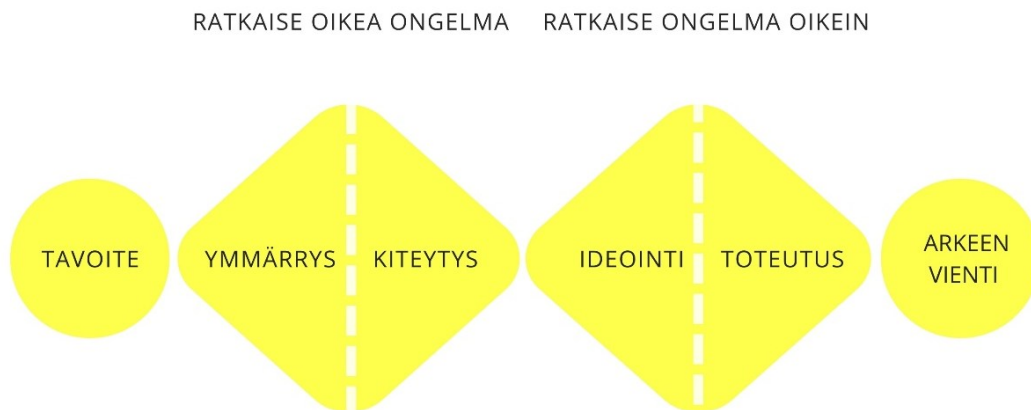 RATKAISE OIKEA ONGELMA
RATKAISE ONGELMA OIKEIN
TAVOITE
YMMÄRRYS
KITEYTYS
IDEOINTI
TOTEUTUS
ARKEEN
VIENTI